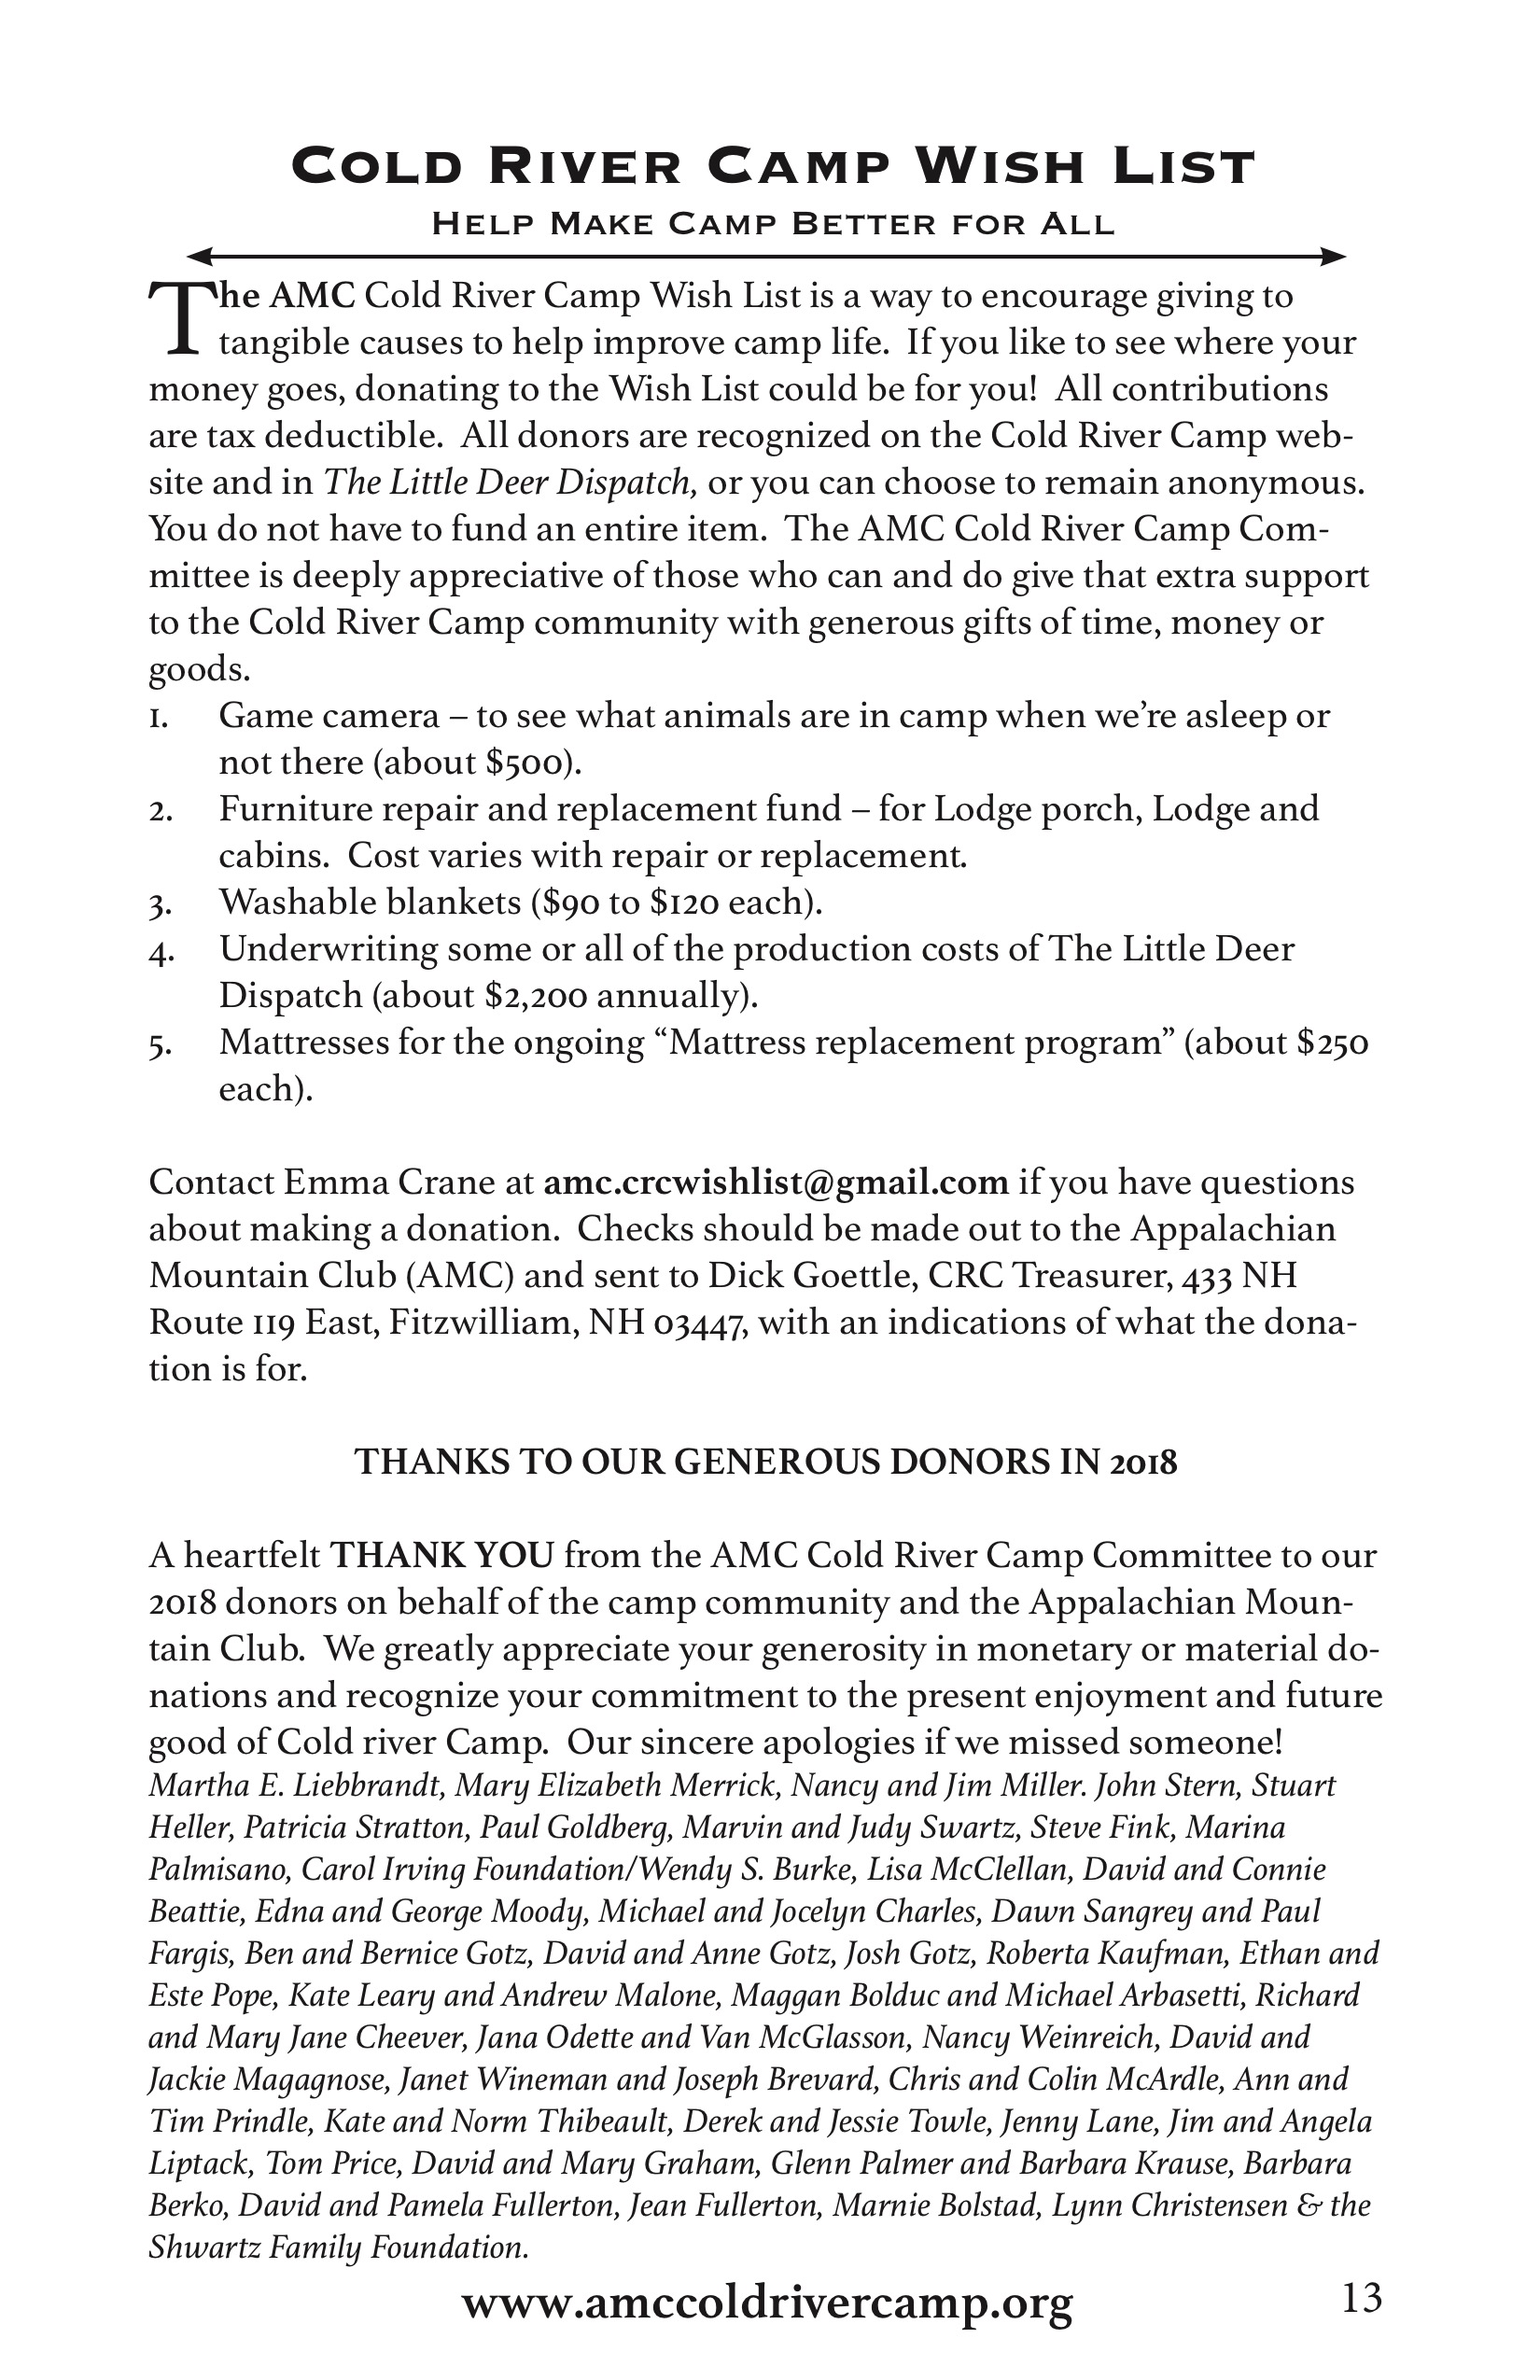 Cold River Camp Wish List
Help Make Camp Better for All
The AMC Cold River Camp Wish List is a way to encourage giving to
tangible causes to help improve camp life.  If you like to see where your
money goes, donating to the Wish List could be for you!  All contributions
are tax deductible.  All donors are recognized on the Cold River Camp web-
site and in The Little Deer Dispatch, or you can choose to remain anonymous.
You do not have to fund an entire item.  The AMC Cold River Camp Com-
mittee is deeply appreciative of those who can and do give that extra support
to the Cold River Camp community with generous gifts of time, money or
goods.
1. Game camera – to see what animals are in camp when we’re asleep or
not there (about $500).
2. Furniture repair and replacement fund – for Lodge porch, Lodge and
cabins.  Cost varies with repair or replacement.
3. Washable blankets ($90 to $120 each).
4. Underwriting some or all of the production costs of The Little Deer
Dispatch (about $2,200 annually).
5. Mattresses for the ongoing “Mattress replacement program” (about $250
each).
Contact Emma Crane at amc.crcwishlist@gmail.com if you have questions
about making a donation.  Checks should be made out to the Appalachian
Mountain Club (AMC) and sent to Dick Goettle, CRC Treasurer, 433 NH
Route 119 East, Fitzwilliam, NH 03447, with an indications of what the dona-
tion is for.
THANKS TO OUR GENEROUS DONORS IN 2018
A heartfelt THANK YOU from the AMC Cold River Camp Committee to our
2018 donors on behalf of the camp community and the Appalachian Moun-
tain Club.  We greatly appreciate your generosity in monetary or material do-
nations and recognize your commitment to the present enjoyment and future
good of Cold river Camp.  Our sincere apologies if we missed someone!
Martha E. Liebbrandt, Mary Elizabeth Merrick, Nancy and Jim Miller. John Stern, Stuart
Heller, Patricia Stratton, Paul Goldberg, Marvin and Judy Swartz, Steve Fink, Marina
Palmisano, Carol Irving Foundation/Wendy S. Burke, Lisa McClellan, David and Connie
Beattie, Edna and George Moody, Michael and Jocelyn Charles, Dawn Sangrey and Paul
Fargis, Ben and Bernice Gotz, David and Anne Gotz, Josh Gotz, Roberta Kaufman, Ethan and
Este Pope, Kate Leary and Andrew Malone, Maggan Bolduc and Michael Arbasetti, Richard
and Mary Jane Cheever, Jana Odette and Van McGlasson, Nancy Weinreich, David and
Jackie Magagnose, Janet Wineman and Joseph Brevard, Chris and Colin McArdle, Ann and
Tim Prindle, Kate and Norm Thibeault, Derek and Jessie Towle, Jenny Lane, Jim and Angela
Liptack, Tom Price, David and Mary Graham, Glenn Palmer and Barbara Krause, Barbara
Berko, David and Pamela Fullerton, Jean Fullerton, Marnie Bolstad, Lynn Christensen & the
Shwartz Family Foundation.
www.amccoldrivercamp.org 13